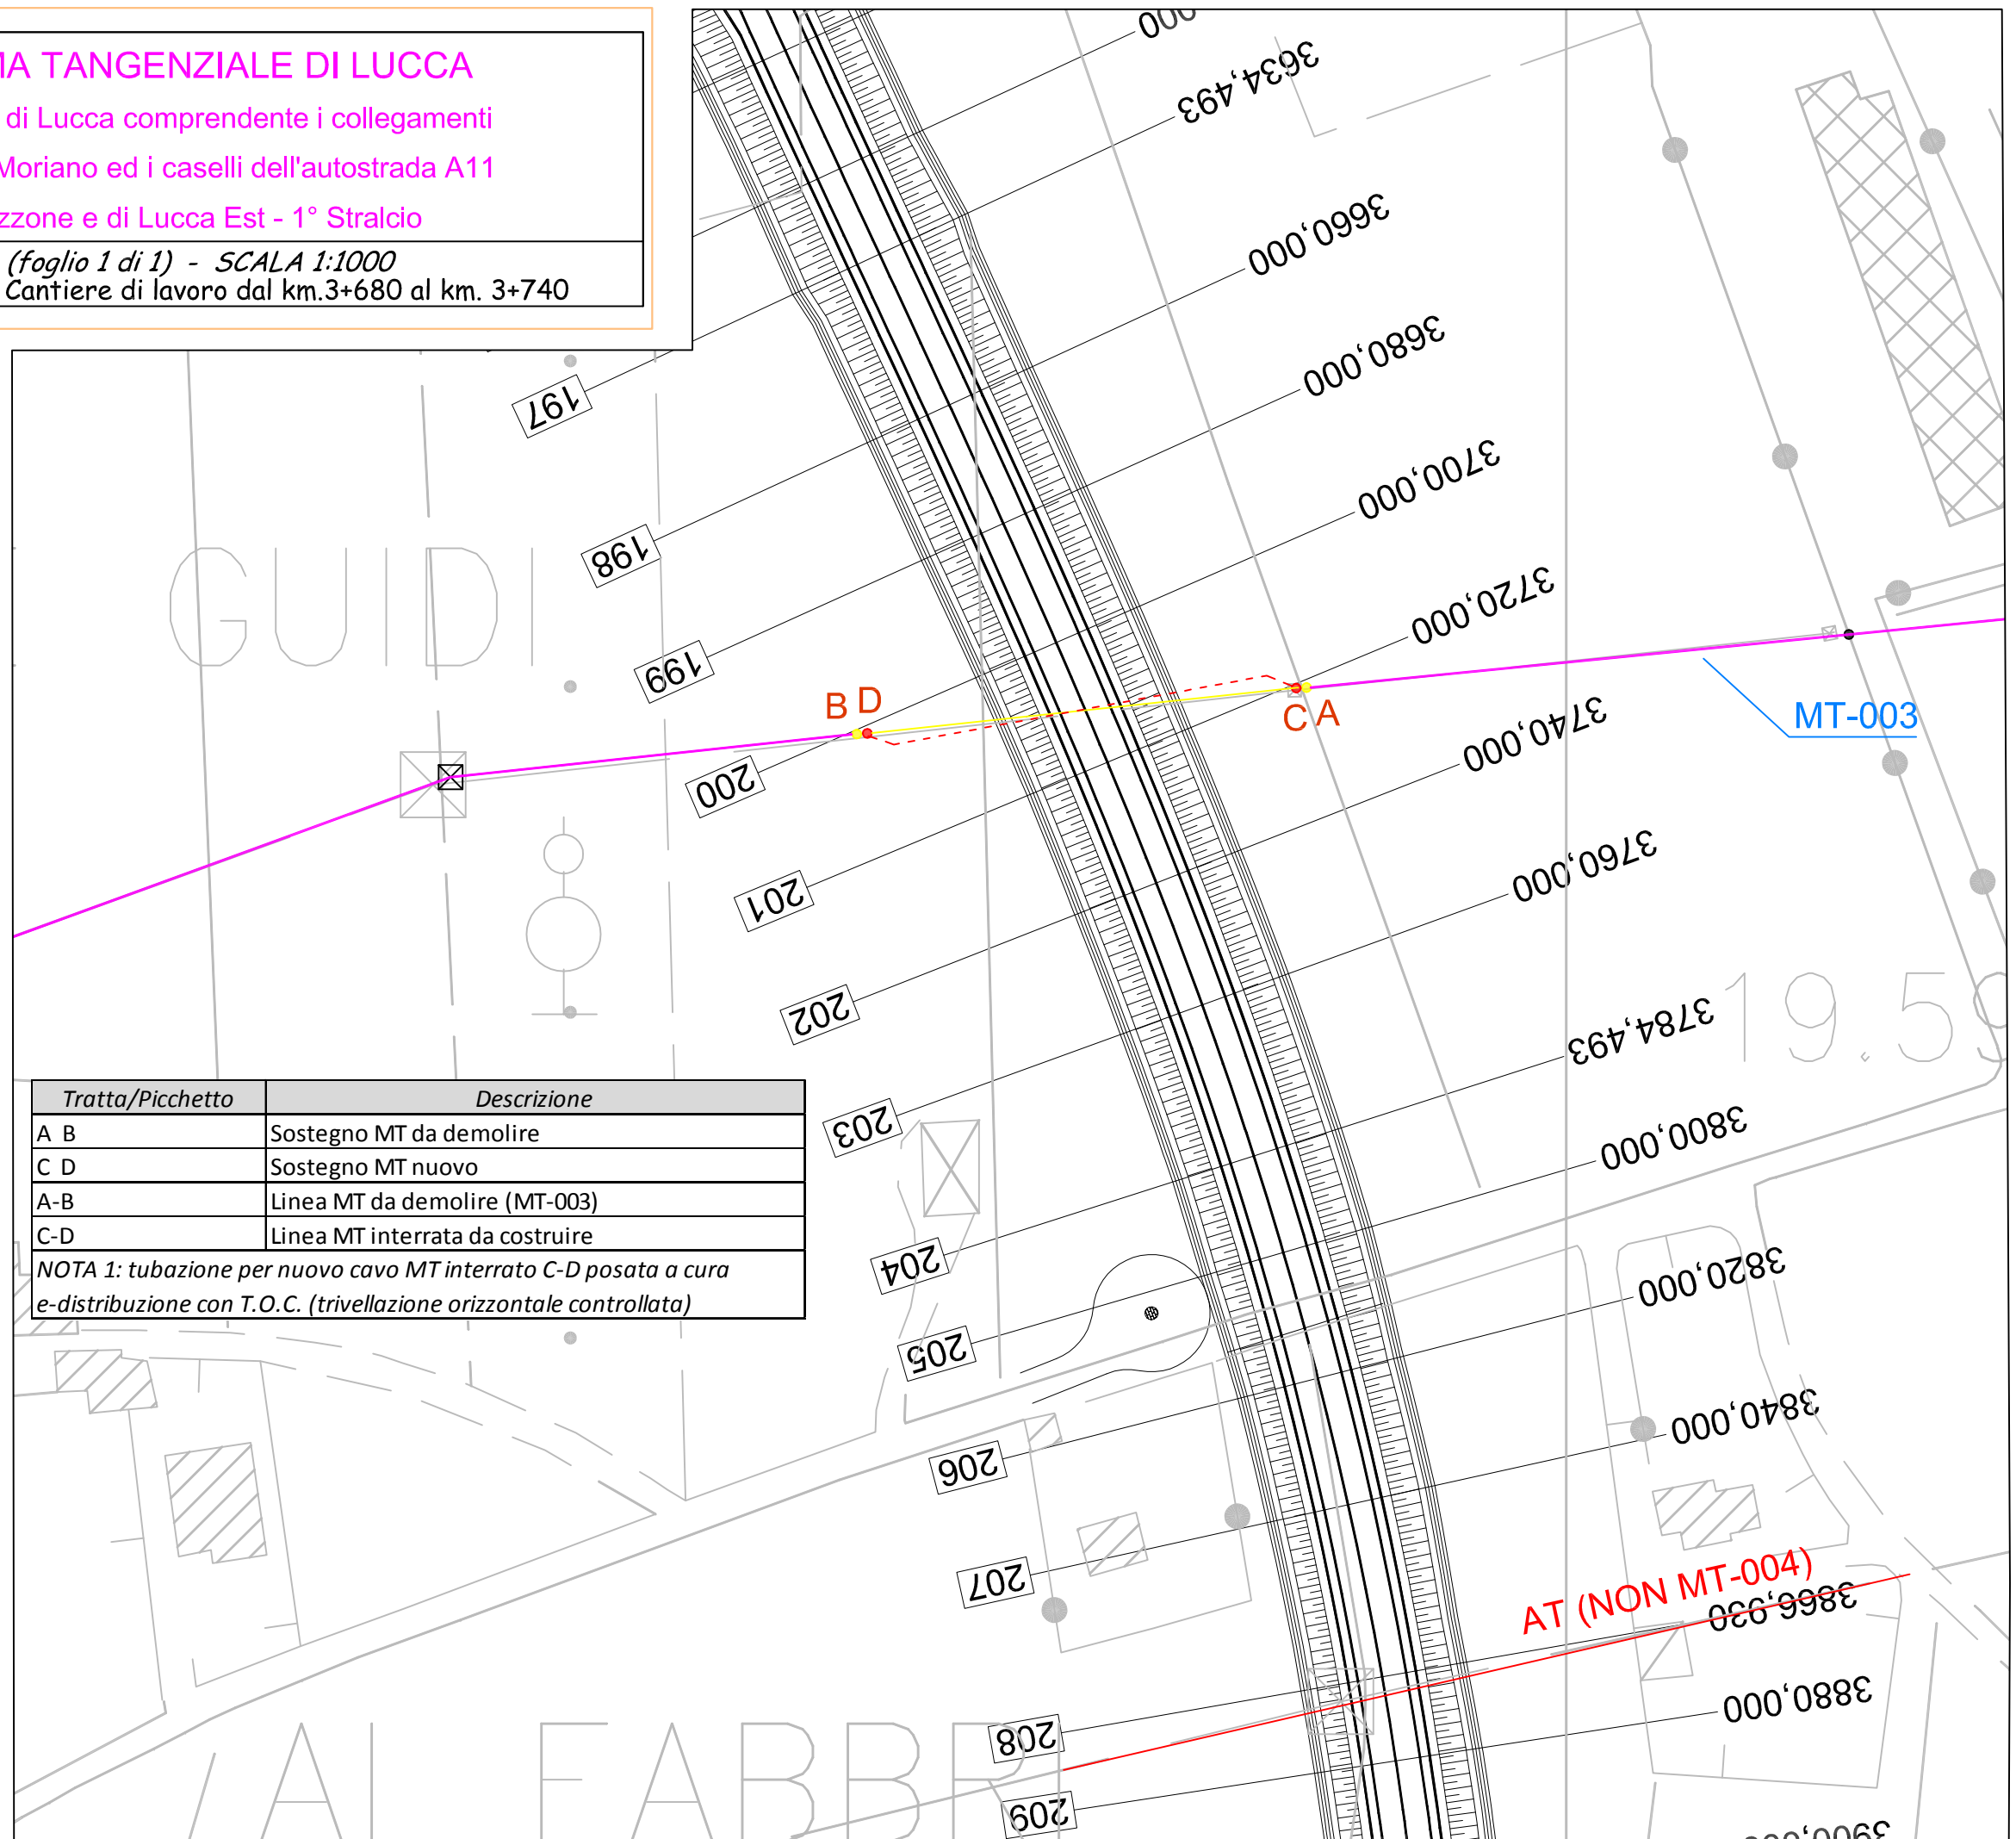 MA TANGENZIALE DI LUCCA
di Lucca comprendente i collegamenti
Moriano ed i caselli dell'autostrada A11
zzone e di Lucca Est - 1° Stralcio
(foglio 1 di 1) - SCALA 1:1000
Cantiere di lavoro dal km.3+680 al km. 3+740
3634,493
3660,000
3680,000
3700,000
3720,000
3740,000
3760,000
3784,493
3800,000
3820,000
3840,000
3866,930
3880,000
197
198
199
200
201
202
203
204
205
206
207
208
209
GUIDI
B D
C A
MT-003
19,59
Tratta/Picchetto Descrizione
A B Sostegno MT da demolire
C D Sostegno MT nuovo
A-B Linea MT da demolire (MT-003)
C-D Linea MT interrata da costruire
NOTA 1: tubazione per nuovo cavo MT interrato C-D posata a cura
e-distribuzione con T.O.C. (trivellazione orizzontale controllata)
AT (NON MT-004)